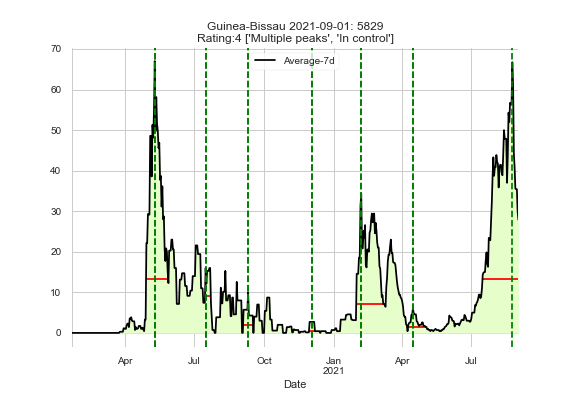 Guinea-Bissau 2021-09-01: 5829
Rating:4 ['Multiple peaks', 'In control']
Average-7d
70
60
50
40
30
20
10
0
Apr Jul Oct Jan Apr Jul
2021
Date